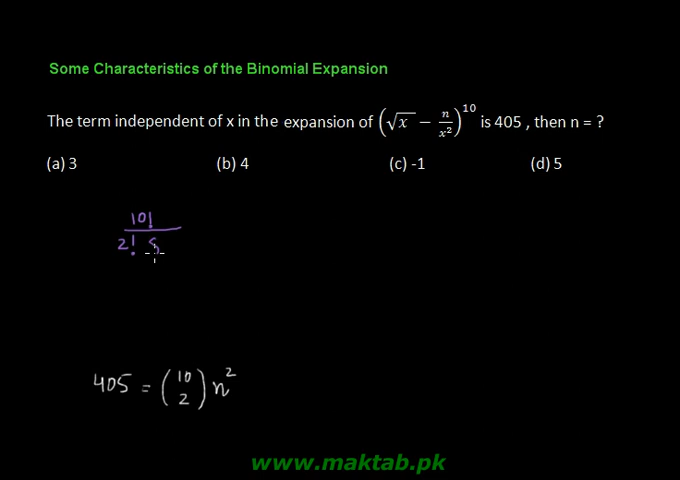 Some Characteristics of the Binomial Expansion
The term independent of x in the expansion of (√x − n/x²)¹⁰ is 405 , then n = ?
(a) 3 (b) 4 (c) -1 (d) 5
10!
2!
405 = (10 2) n²
www.maktab.pk